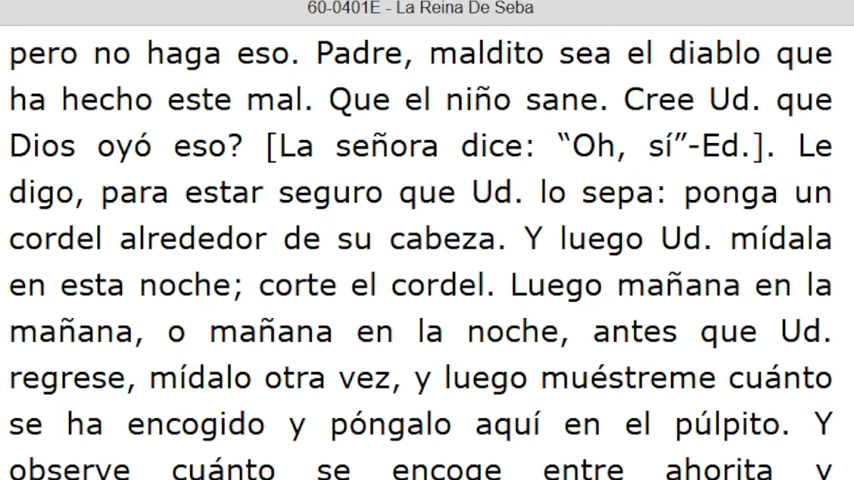 60-0401E - La Reina De Seba
pero no haga eso. Padre, maldito sea el diablo que
ha hecho este mal. Que el niño sane. Cree Ud. que
Dios oyó eso? [La señora dice: “Oh, sí”-Ed.]. Le
digo, para estar seguro que Ud. lo sepa: ponga un
cordel alrededor de su cabeza. Y luego Ud. mídala
en esta noche; corte el cordel. Luego mañana en la
mañana, o mañana en la noche, antes que Ud.
regrese, mídalo otra vez, y luego muéstreme cuánto
se ha encogido y póngalo aquí en el púlpito. Y
observe cuánto se encoge entre ahorita y